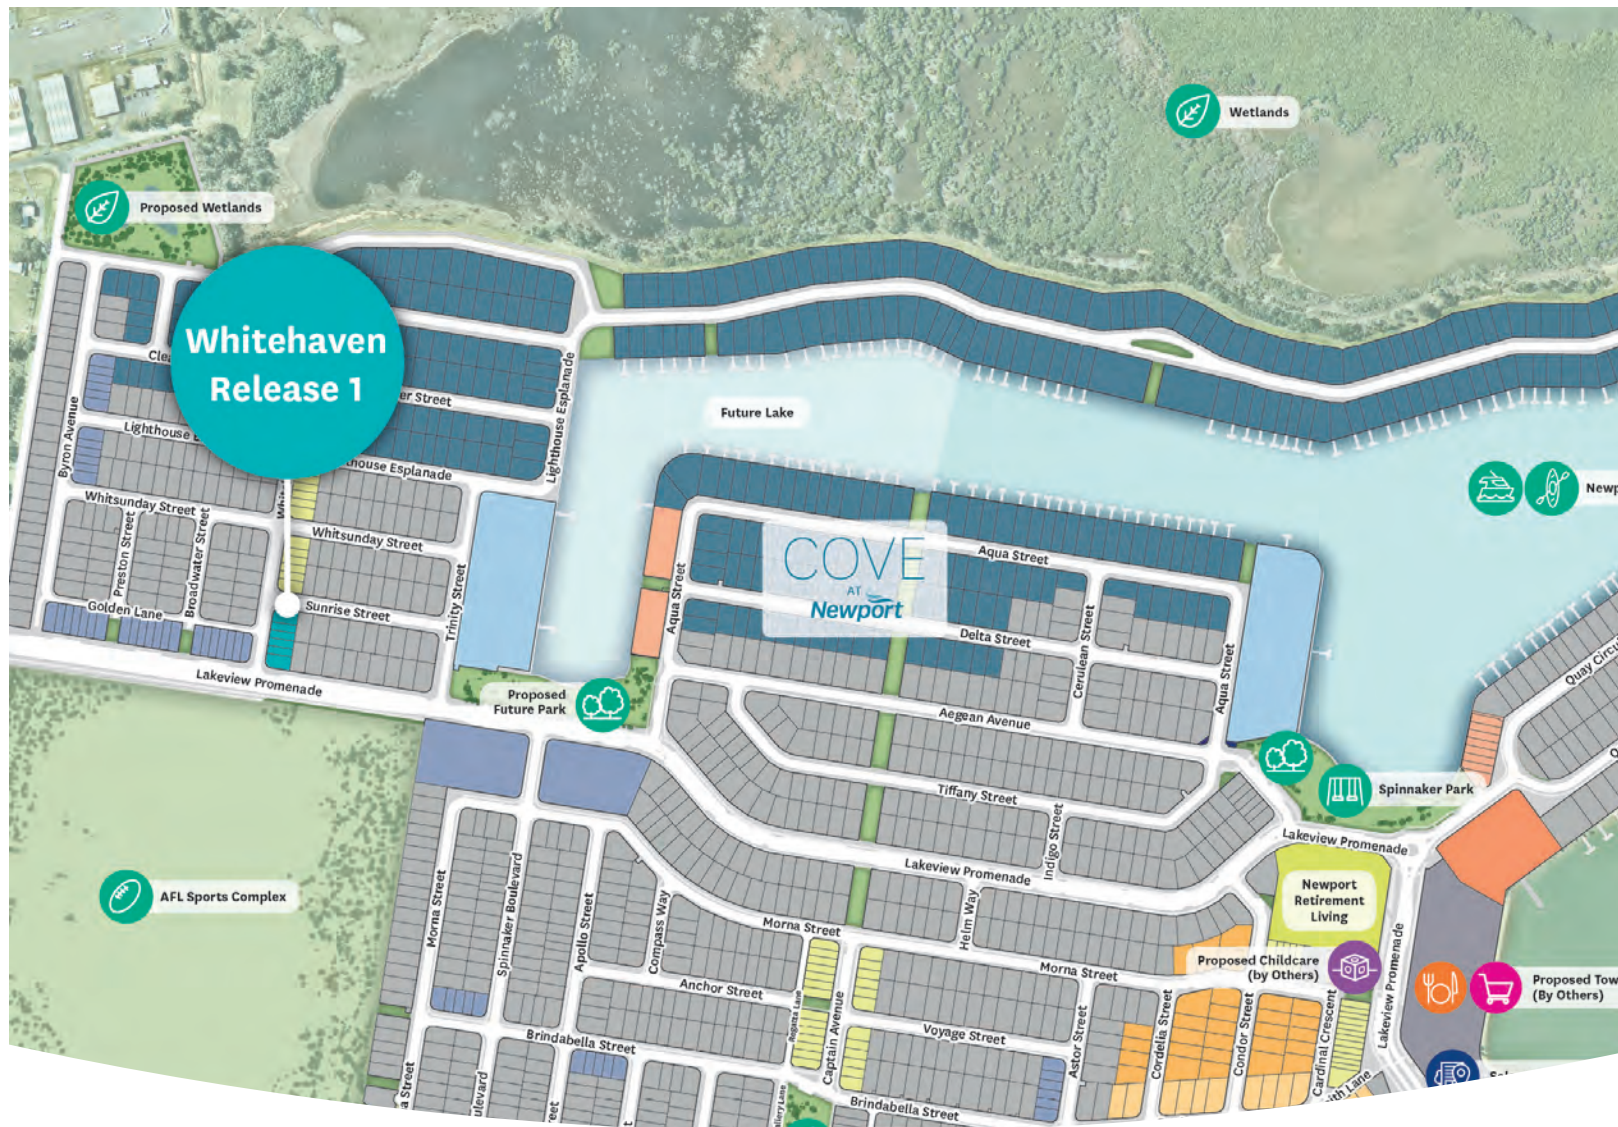 Wetlands
Proposed Wetlands
Whitehaven
Release 1
Lighthouse Esplanade
Byron Avenue
Future Lake
Whitsunday Street
Whitsunday Street
Preston Street
Broadwater Street
Golden Lane
Sunrise Street
Trinity Street
Lakeview Promenade
COVE
AT
Newport
Aqua Street
Aqua Street
Delta Street
Cerulean Street
Aqua Street
Aegean Avenue
Proposed
Future Park
Tiffany Street
Indigo Street
Spinnaker Park
Lakeview Promenade
Lakeview Promenade
Newport
Retirement
Living
AFL Sports Complex
Morna Street
Spinnaker Boulevard
Apollo Street
Compass Way
Morna Street
Helm Way
Morna Street
Proposed Childcare
(by Others)
Lakeview Promenade
(By Others)
Anchor Street
Regatta Lane
Captain Avenue
Voyage Street
Astor Street
Cordelia Street
Condor Street
Cardinal Crescent
Brindabella Street
Brindabella Street